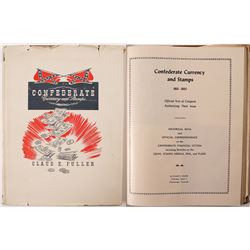 CONFEDERATE
Currency and Stamps
CLAUD E. FULLER
Confederate Currency
and Stamps
1861-1865
Official Acts of Congress
Authorizing Their Issue
HISTORICAL DATA
and
OFFICIAL CORRESPONDENCE
on the
CONFEDERATE FINANCIAL SYSTEM